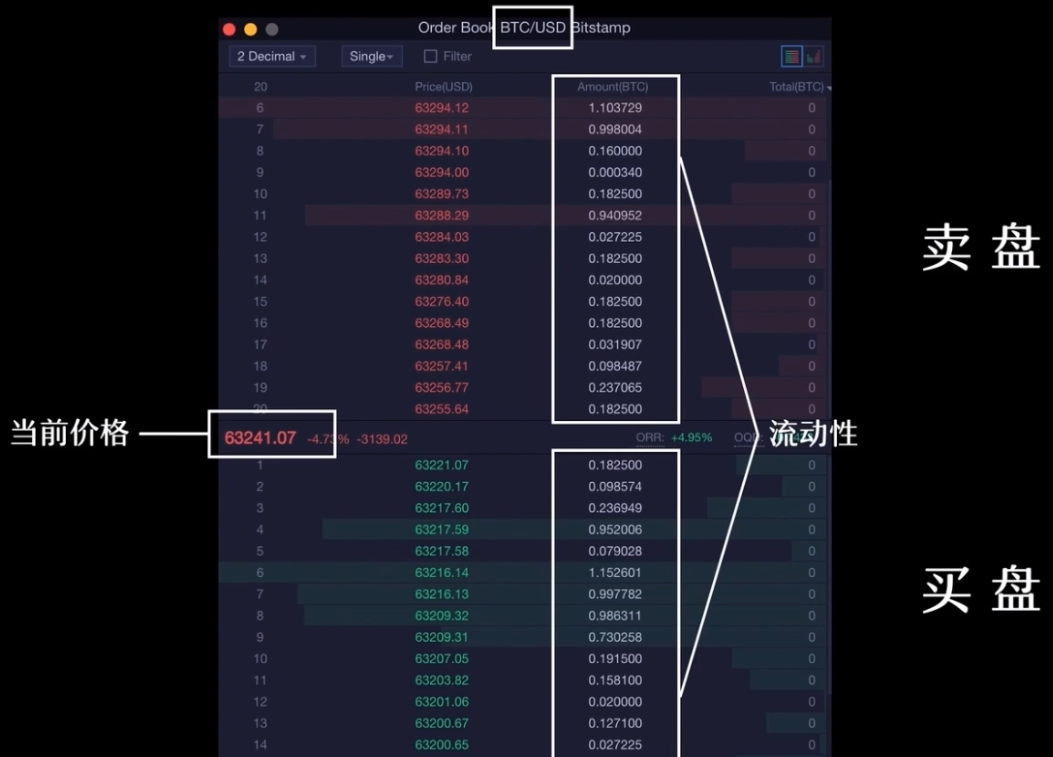 Order Book BTC/USD Bitstamp
2 Decimal Single Filter
20 Price(USD) Amount(BTC) Total(BTC)
6 63294.12 1.103729 0
7 63294.11 0.998004 0
8 63294.10 0.160000 0
9 63294.00 0.000340 0
10 63289.73 0.182500 0
11 63288.29 0.940952 0
12 63284.03 0.027225 0
卖盘
13 63283.30 0.182500 0
14 63280.84 0.020000 0
15 63276.40 0.182500 0
16 63268.49 0.182500 0
17 63268.48 0.031907 0
18 63257.41 0.098487 0
19 63256.77 0.237065 0
20 63255.64 0.182500 0
当前价格 63241.07 -4.73% -3139.02 ORR: +4.95% 流动性
1 63221.07 0.182500 0
2 63220.17 0.098574 0
3 63217.60 0.236949 0
4 63217.59 0.952006 0
5 63217.58 0.079028 0
6 63216.14 1.152601 0
买盘
7 63216.13 0.997782 0
8 63209.32 0.986311 0
9 63209.31 0.730258 0
10 63207.05 0.191500 0
11 63203.82 0.158100 0
12 63201.06 0.020000 0
13 63200.67 0.127100 0
14 63200.65 0.027225 0